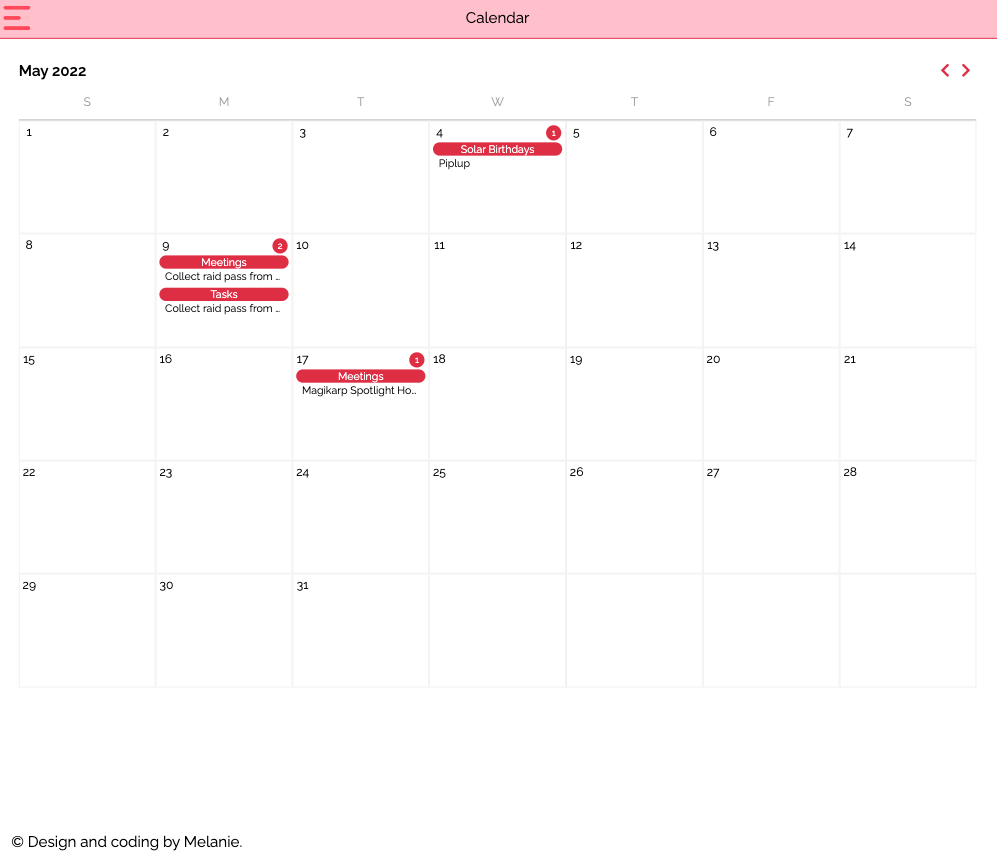 Calendar
May 2022
S M T W T F S
1 2 3 4 1 5 6 7
Solar Birthdays
Piplup
8 9 2 10 11 12 13 14
Meetings
Collect raid pass from ...
Tasks
Collect raid pass from ...
15 16 17 1 18 19 20 21
Meetings
Magikarp Spotlight Ho...
22 23 24 25 26 27 28
29 30 31
© Design and coding by Melanie.